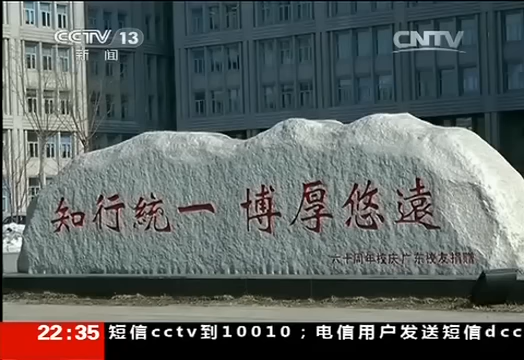 CCTV 13
新闻
CNTV
知行統一 博厚悠遠
六十周年校庆广东校友捐赠
22:35 短信cctv到10010；电信用户发送短信dcc